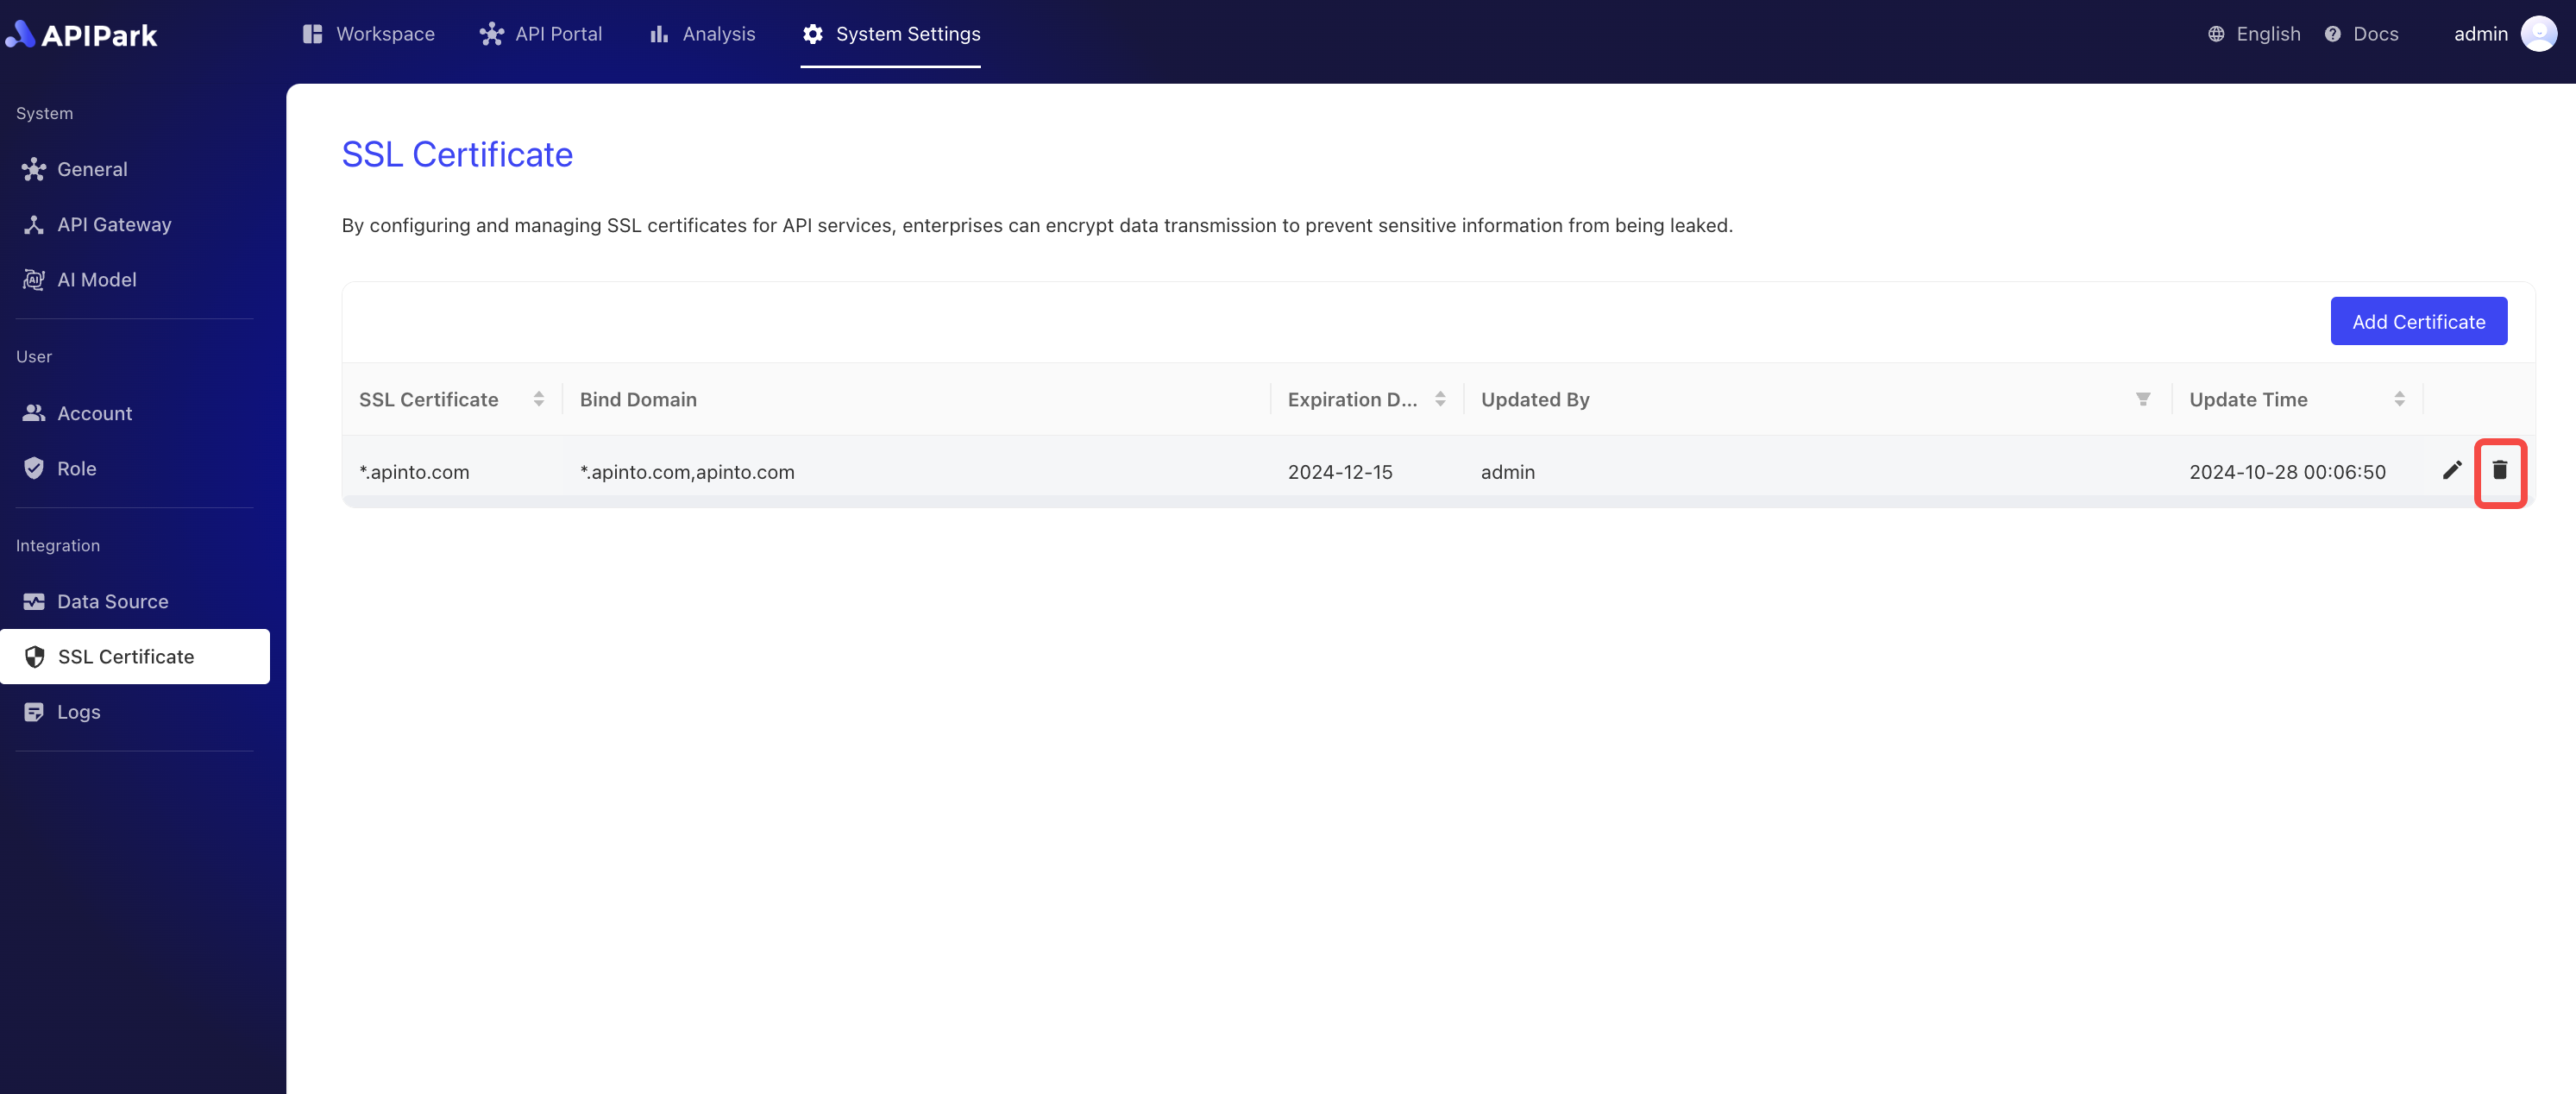 APIPark
Workspace
API Portal
Analysis
System Settings
English
Docs
admin
System
General
API Gateway
AI Model
User
Account
Role
Integration
Data Source
SSL Certificate
Logs
SSL Certificate
By configuring and managing SSL certificates for API services, enterprises can encrypt data transmission to prevent sensitive information from being leaked.
Add Certificate
SSL Certificate Bind Domain Expiration D... Updated By Update Time
*.apinto.com *.apinto.com,apinto.com 2024-12-15 admin 2024-10-28 00:06:50